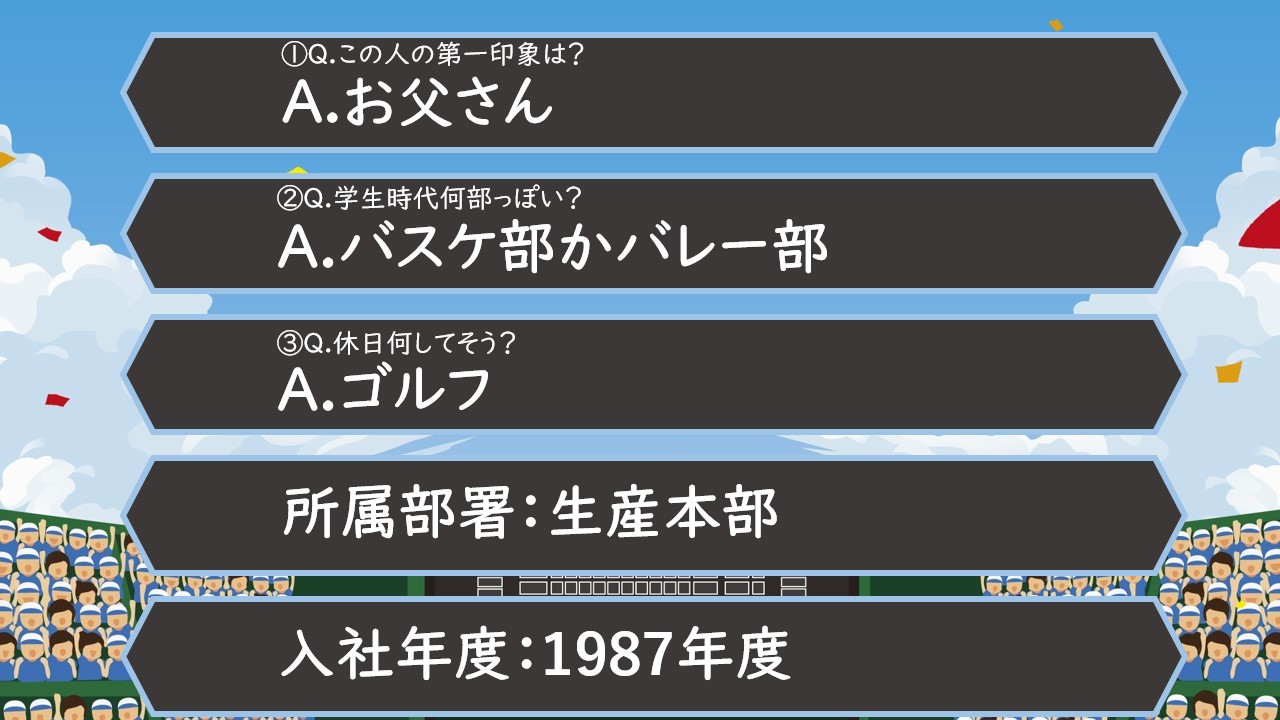 ①Q.この人の第一印象は?
A.お父さん
②Q.学生時代何部っぽい?
A.バスケ部かバレー部
③Q.休日何してそう?
A.ゴルフ
所属部署:生産本部
入社年度:1987年度